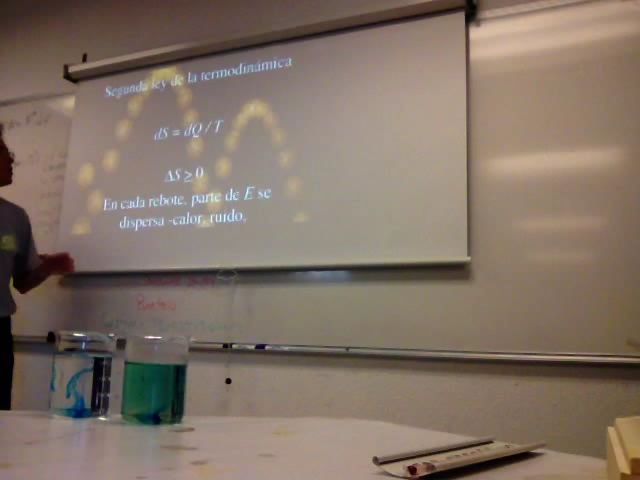 Segunda ley de la termodinámica
dS = dQ / T
ΔS ≥ 0
En cada rebote, parte de E se
dispersa -calor, ruido,